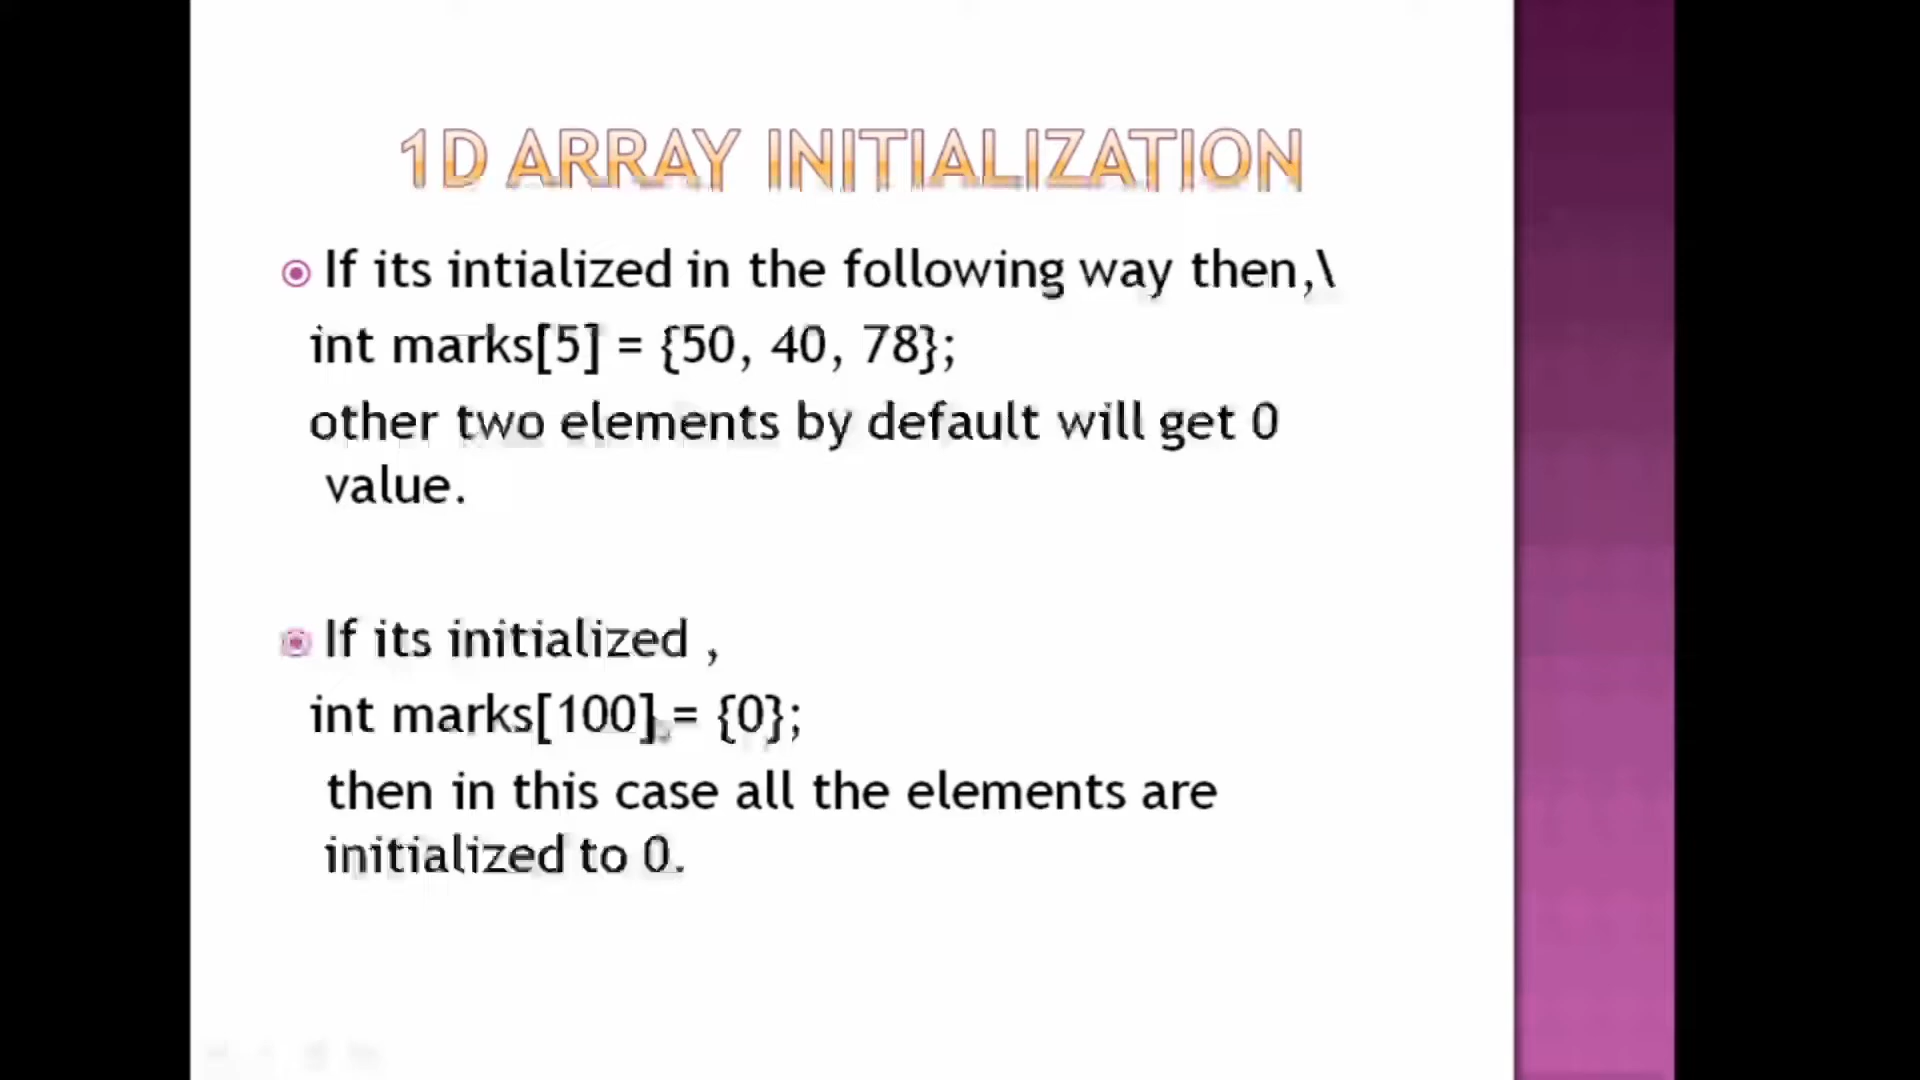 1D ARRAY INITIALIZATION
If its intialized in the following way then,\
int marks[5] = {50, 40, 78};
other two elements by default will get 0
value.
If its initialized ,
int marks[100] = {0};
then in this case all the elements are
initialized to 0.